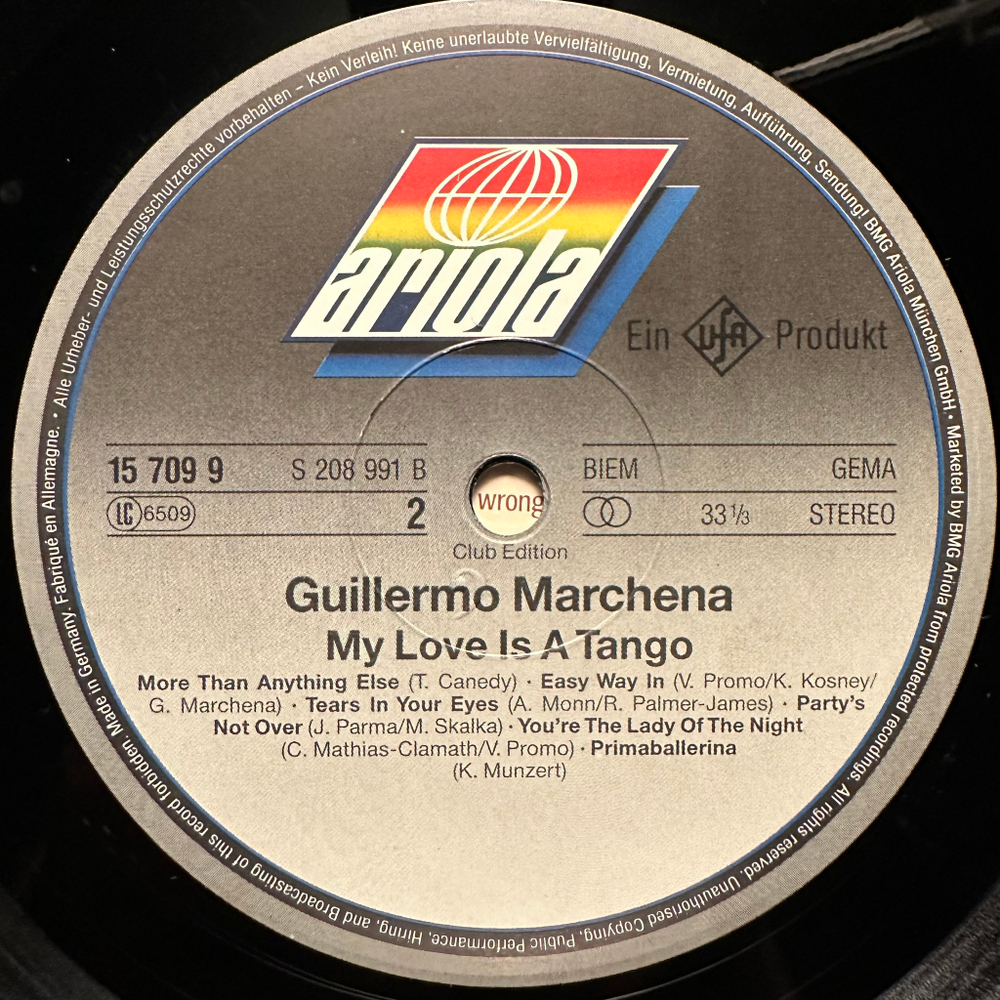 Alle Urheber- und Leistungsschutzrechte vorbehalten – Kein Verleih! Keine unerlaubte Vervielfältigung, Vermietung, Aufführung, Sendung! BMG Ariola München GmbH. • Marketed by BMG Ariola from protected recordings. All rights reserved. Unauthorised Copying, Public Performance, Hiring, and Broadcasting of this record forbidden. Made in Germany. Fabriqué en Allemagne. •
ariola
Ein UfA Produkt
15 709 9 S 208 991 B
LC 6509 2
BIEM GEMA
33 1/3 STEREO
wrong
Club Edition
Guillermo Marchena
My Love Is A Tango
More Than Anything Else (T. Canedy) · Easy Way In (V. Promo/K. Kosney/
G. Marchena) · Tears In Your Eyes (A. Monn/R. Palmer-James) · Party's
Not Over (J. Parma/M. Skalka) · You're The Lady Of The Night
(C. Mathias-Clamath/V. Promo) · Primaballerina
(K. Munzert)